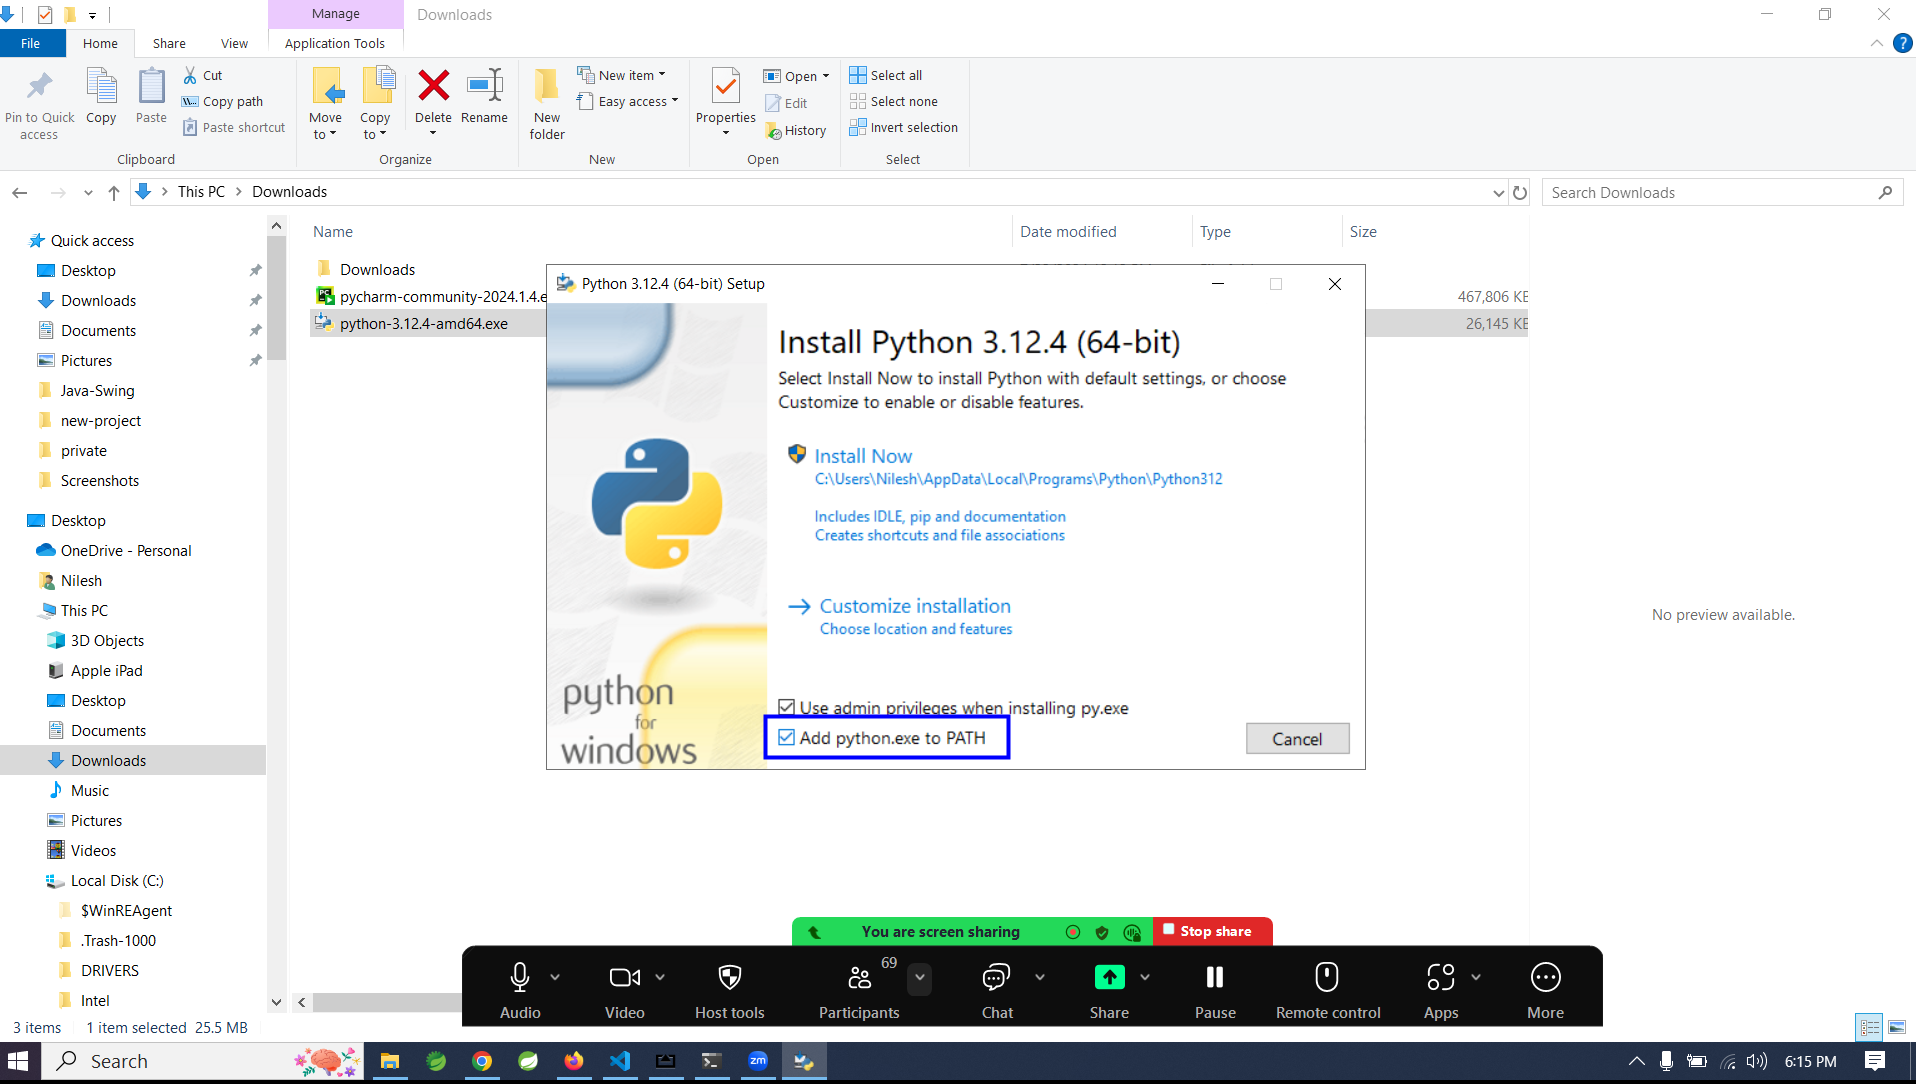 Manage
Downloads
File
Home
Share
View
Application Tools
Pin to Quick access
Copy
Paste
Cut
Copy path
Paste shortcut
Clipboard
Move to
Copy to
Delete
Rename
Organize
New folder
New item
Easy access
New
Properties
Open
Edit
History
Open
Select all
Select none
Invert selection
Select
This PC
Downloads
Search Downloads
Quick access
Desktop
Downloads
Documents
Pictures
Java-Swing
new-project
private
Screenshots
Desktop
OneDrive - Personal
Nilesh
This PC
3D Objects
Apple iPad
Desktop
Documents
Downloads
Music
Pictures
Videos
Local Disk (C:)
$WinREAgent
.Trash-1000
DRIVERS
Intel
Name
Date modified
Type
Size
Downloads
pycharm-community-2024.1.4.e
467,806 KB
python-3.12.4-amd64.exe
26,145 KB
Python 3.12.4 (64-bit) Setup
Install Python 3.12.4 (64-bit)
Select Install Now to install Python with default settings, or choose
Customize to enable or disable features.
Install Now
C:\Users\Nilesh\AppData\Local\Programs\Python\Python312
Includes IDLE, pip and documentation
Creates shortcuts and file associations
Customize installation
Choose location and features
Use admin privileges when installing py.exe
Add python.exe to PATH
Cancel
python
for
windows
No preview available.
You are screen sharing
Stop share
Audio
Video
Host tools
69
Participants
Chat
Share
Pause
Remote control
Apps
More
3 items
1 item selected 25.5 MB
Search
PC
zm
6:15 PM